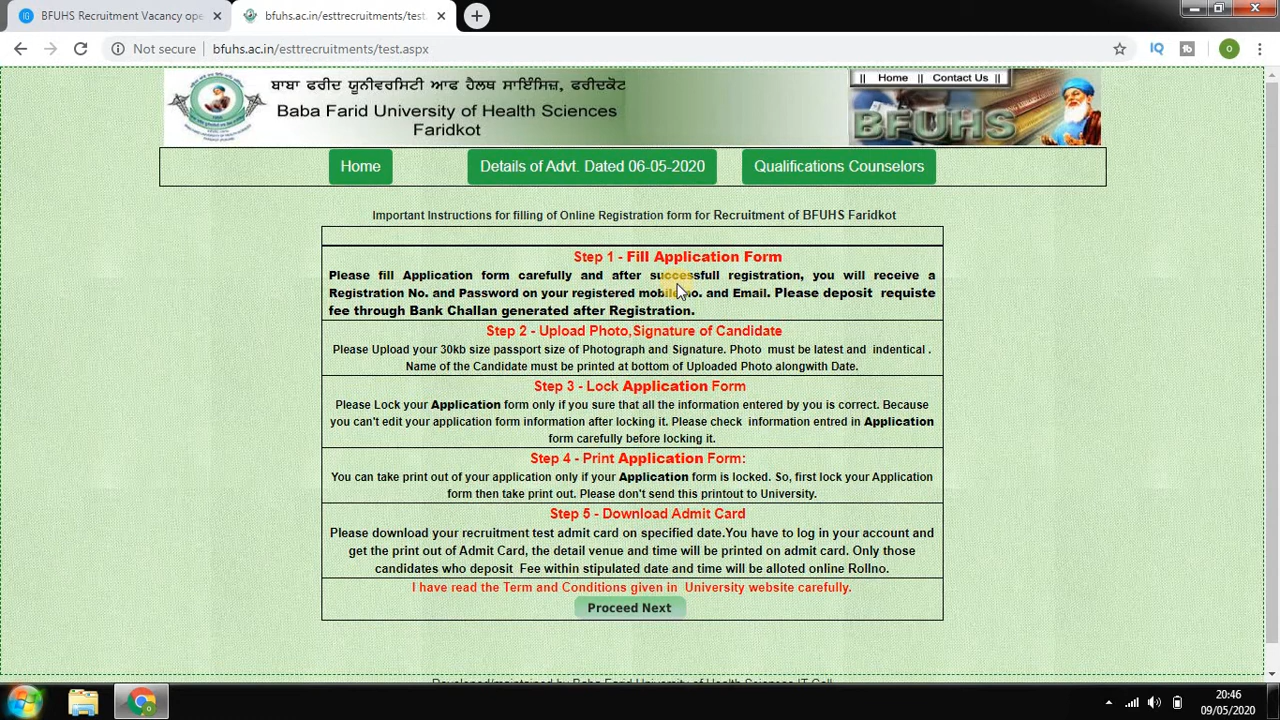 BFUHS Recruitment Vacancy ope
bfuhs.ac.in/esttrecruitments/test.
Not secure
bfuhs.ac.in/esttrecruitments/test.aspx
ਬਾਬਾ ਫਰੀਦ ਯੂਨੀਵਰਸਿਟੀ ਆਫ ਹੈਲਥ ਸਾਇੰਸਿਜ਼, ਫਰੀਦਕੋਟ
Baba Farid University of Health Sciences
Faridkot
|| Home || Contact Us ||
BFUHS
Home
Details of Advt. Dated 06-05-2020
Qualifications Counselors
Important Instructions for filling of Online Registration form for Recruitment of BFUHS Faridkot
Step 1 - Fill Application Form
Please fill Application form carefully and after successfull registration, you will receive a
Registration No. and Password on your registered mobile no. and Email. Please deposit requiste
fee through Bank Challan generated after Registration.
Step 2 - Upload Photo,Signature of Candidate
Please Upload your 30kb size passport size of Photograph and Signature. Photo must be latest and indentical .
Name of the Candidate must be printed at bottom of Uploaded Photo alongwith Date.
Step 3 - Lock Application Form
Please Lock your Application form only if you sure that all the information entered by you is correct. Because
you can't edit your application form information after locking it. Please check information entred in Application
form carefully before locking it.
Step 4 - Print Application Form:
You can take print out of your application only if your Application form is locked. So, first lock your Application
form then take print out. Please don't send this printout to University.
Step 5 - Download Admit Card
Please download your recruitment test admit card on specified date.You have to log in your account and
get the print out of Admit Card, the detail venue and time will be printed on admit card. Only those
candidates who deposit Fee within stipulated date and time will be alloted online Rollno.
I have read the Term and Conditions given in University website carefully.
Proceed Next
Developed/maintained by Baba Farid University of Health Sciences IT Cell
20:46
09/05/2020